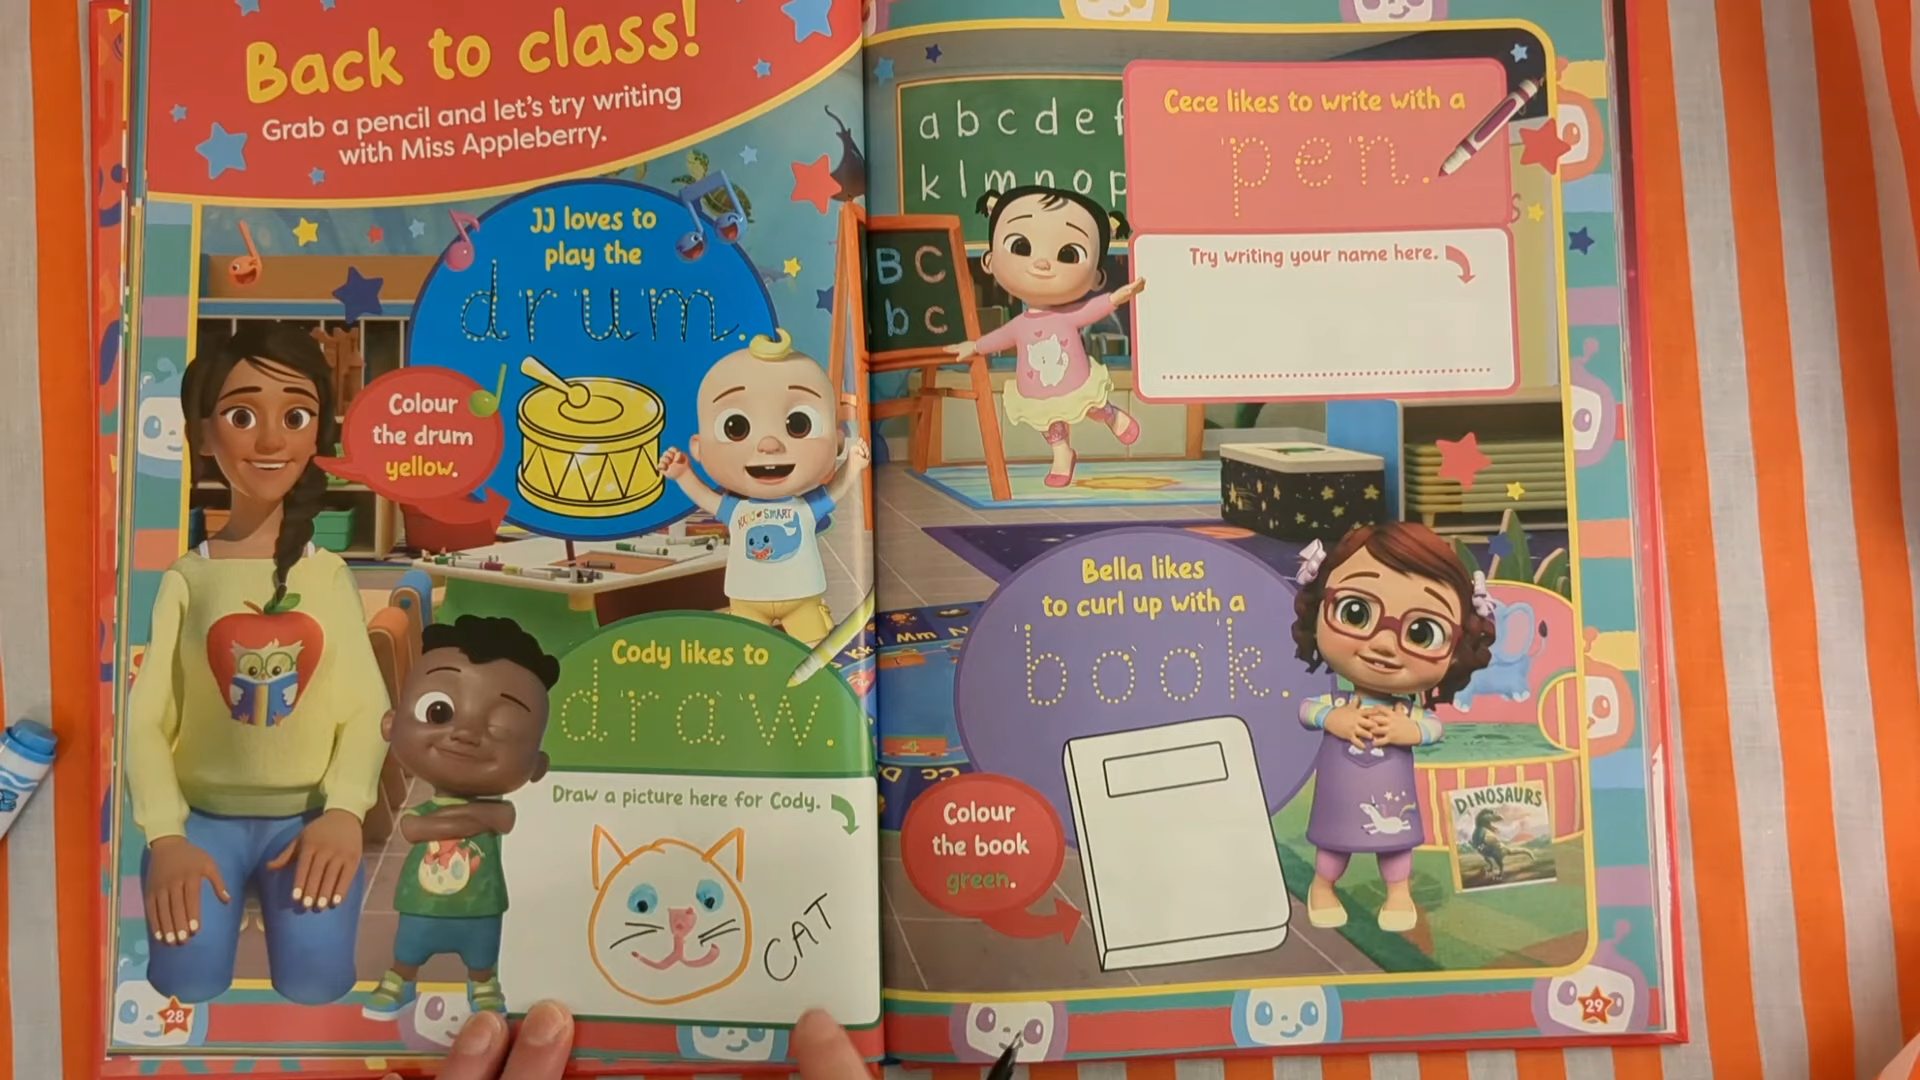 Back to class!
Grab a pencil and let's try writing
with Miss Appleberry.
JJ loves to
play the
drum.
Colour
the drum
yellow.
Cody likes to
draw.
Draw a picture here for Cody.
CAT
28
a b c d e f
k l m n o p
B C
b c
Cece likes to write with a
pen.
Try writing your name here.
Bella likes
to curl up with a
book.
Mm
Colour
the book
green.
DINOSAURS
29